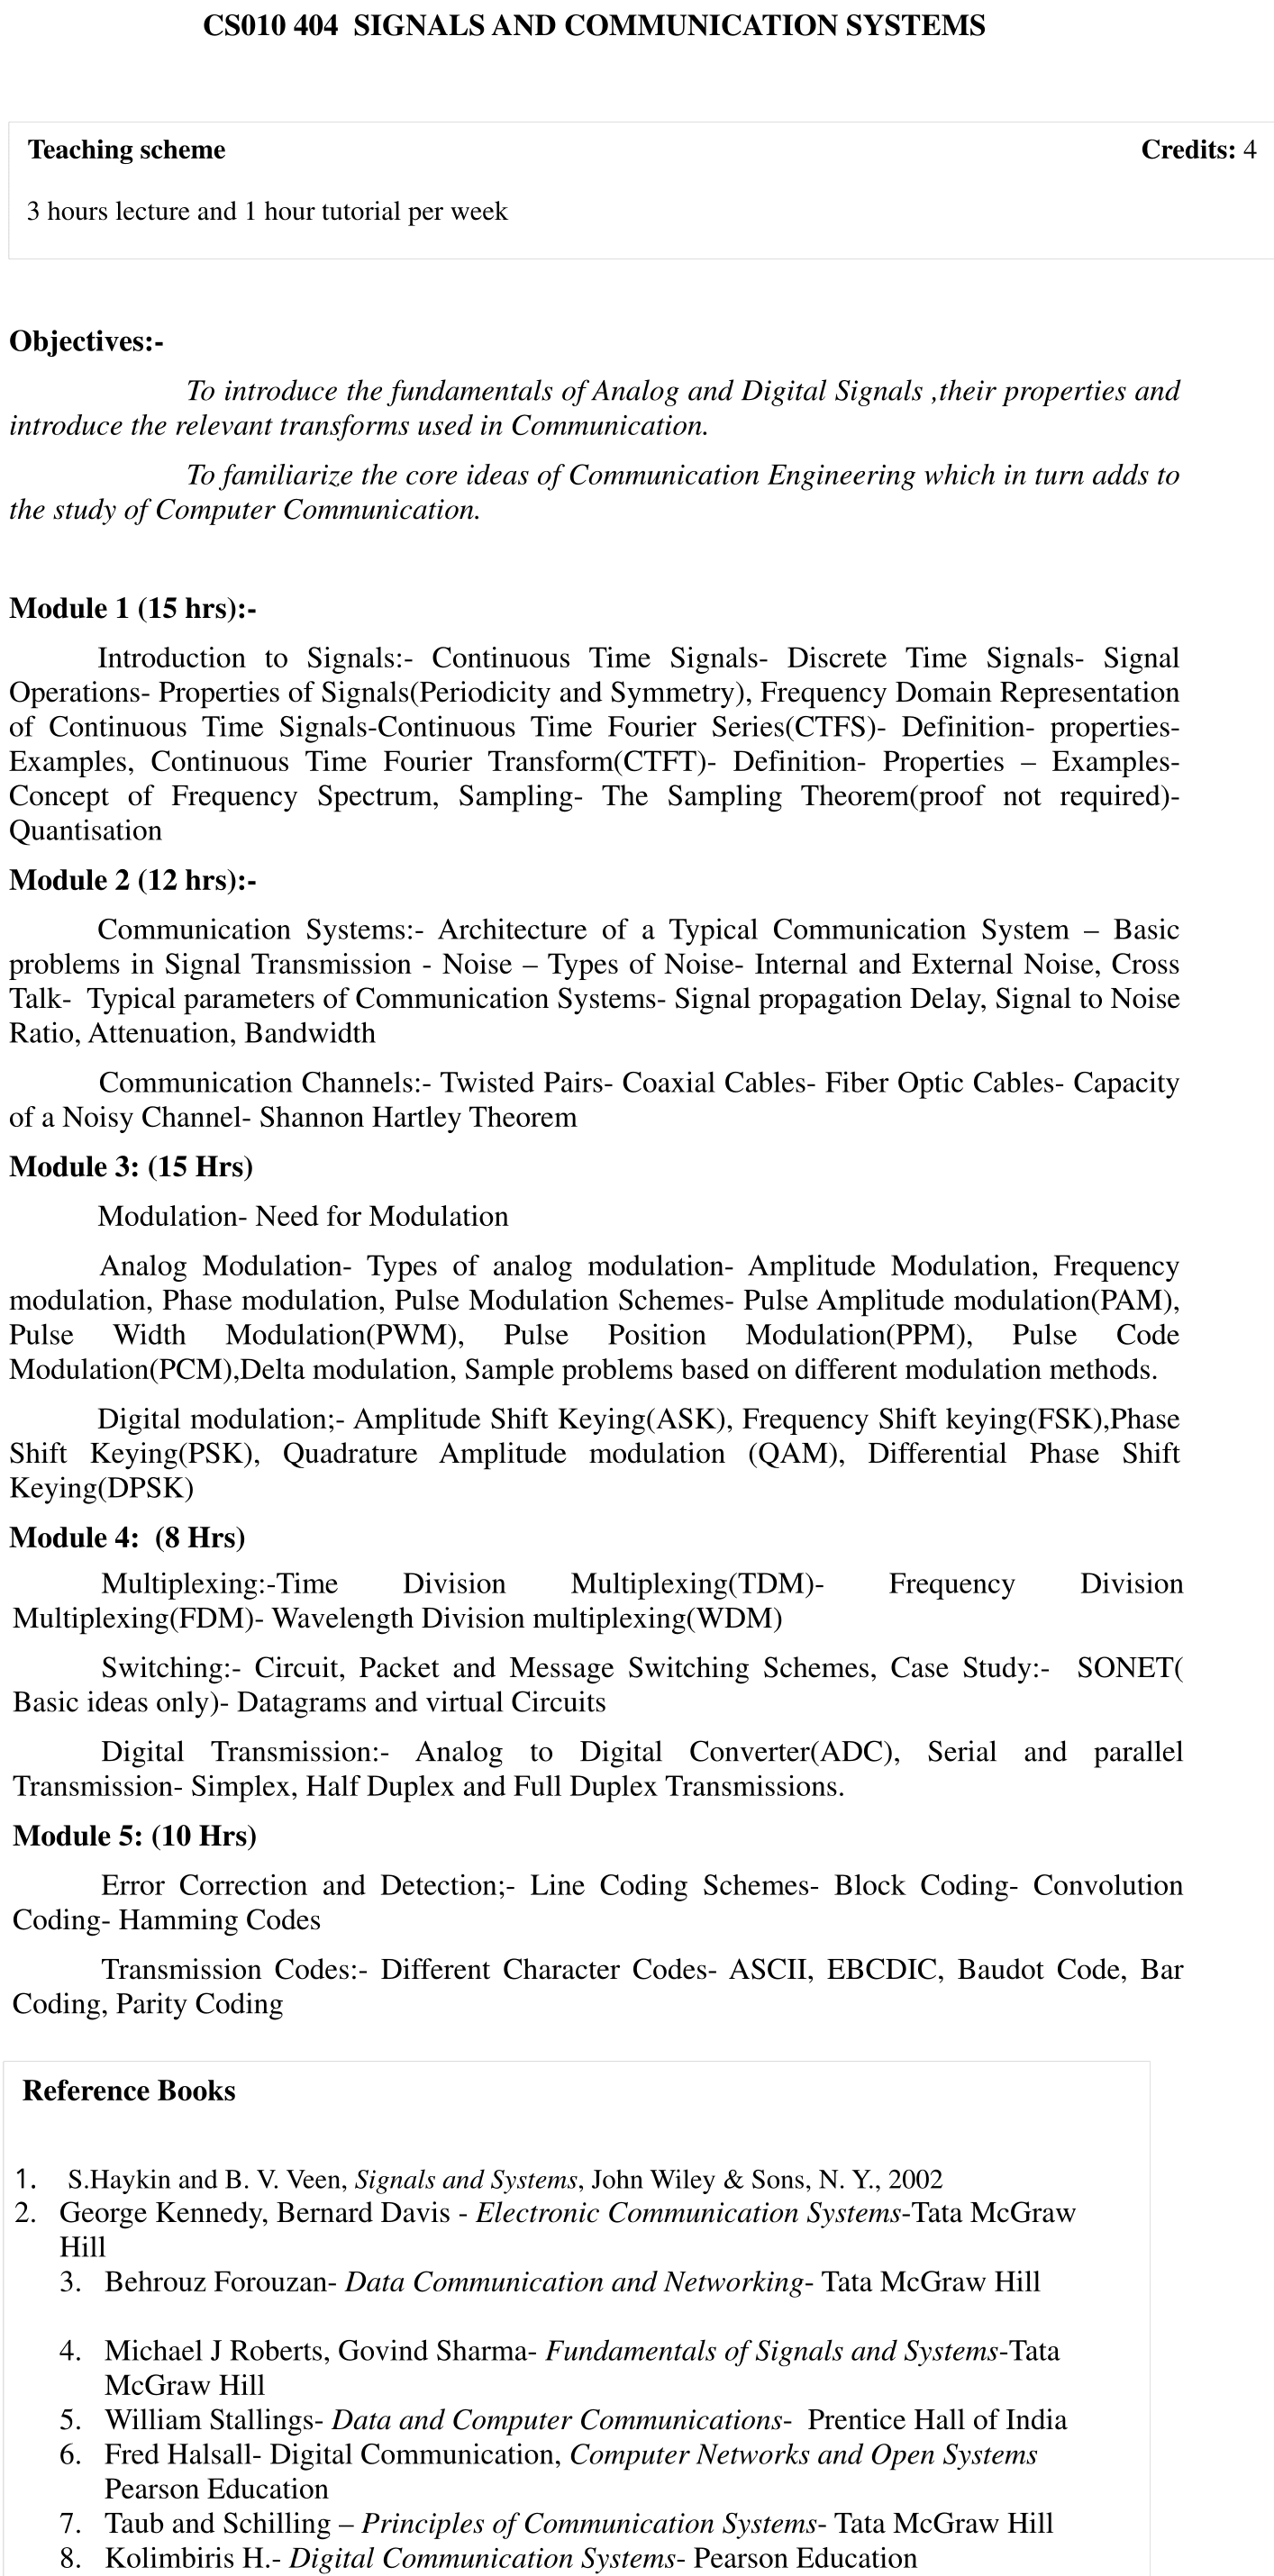 CS010 404  SIGNALS AND COMMUNICATION SYSTEMS
Teaching scheme Credits: 4
3 hours lecture and 1 hour tutorial per week
Objectives:-
To introduce the fundamentals of Analog and Digital Signals ,their properties and
introduce the relevant transforms used in Communication.
To familiarize the core ideas of Communication Engineering which in turn adds to
the study of Computer Communication.
Module 1 (15 hrs):-
Introduction to Signals:- Continuous Time Signals- Discrete Time Signals- Signal
Operations- Properties of Signals(Periodicity and Symmetry), Frequency Domain Representation
of Continuous Time Signals-Continuous Time Fourier Series(CTFS)- Definition- properties-
Examples, Continuous Time Fourier Transform(CTFT)- Definition- Properties – Examples-
Concept of Frequency Spectrum, Sampling- The Sampling Theorem(proof not required)-
Quantisation
Module 2 (12 hrs):-
Communication Systems:- Architecture of a Typical Communication System – Basic
problems in Signal Transmission - Noise – Types of Noise- Internal and External Noise, Cross
Talk-  Typical parameters of Communication Systems- Signal propagation Delay, Signal to Noise
Ratio, Attenuation, Bandwidth
Communication Channels:- Twisted Pairs- Coaxial Cables- Fiber Optic Cables- Capacity
of a Noisy Channel- Shannon Hartley Theorem
Module 3: (15 Hrs)
Modulation- Need for Modulation
Analog Modulation- Types of analog modulation- Amplitude Modulation, Frequency
modulation, Phase modulation, Pulse Modulation Schemes- Pulse Amplitude modulation(PAM),
Pulse Width Modulation(PWM), Pulse Position Modulation(PPM), Pulse Code
Modulation(PCM),Delta modulation, Sample problems based on different modulation methods.
Digital modulation;- Amplitude Shift Keying(ASK), Frequency Shift keying(FSK),Phase
Shift Keying(PSK), Quadrature Amplitude modulation (QAM), Differential Phase Shift
Keying(DPSK)
Module 4:  (8 Hrs)
Multiplexing:-Time Division Multiplexing(TDM)- Frequency Division
Multiplexing(FDM)- Wavelength Division multiplexing(WDM)
Switching:- Circuit, Packet and Message Switching Schemes, Case Study:-  SONET(
Basic ideas only)- Datagrams and virtual Circuits
Digital Transmission:- Analog to Digital Converter(ADC), Serial and parallel
Transmission- Simplex, Half Duplex and Full Duplex Transmissions.
Module 5: (10 Hrs)
Error Correction and Detection;- Line Coding Schemes- Block Coding- Convolution
Coding- Hamming Codes
Transmission Codes:- Different Character Codes- ASCII, EBCDIC, Baudot Code, Bar
Coding, Parity Coding
Reference Books
1. S.Haykin and B. V. Veen, Signals and Systems, John Wiley & Sons, N. Y., 2002
2. George Kennedy, Bernard Davis - Electronic Communication Systems-Tata McGraw
Hill
3. Behrouz Forouzan- Data Communication and Networking- Tata McGraw Hill
4. Michael J Roberts, Govind Sharma- Fundamentals of Signals and Systems-Tata
McGraw Hill
5. William Stallings- Data and Computer Communications-  Prentice Hall of India
6. Fred Halsall- Digital Communication, Computer Networks and Open Systems
Pearson Education
7. Taub and Schilling – Principles of Communication Systems- Tata McGraw Hill
8. Kolimbiris H.- Digital Communication Systems- Pearson Education